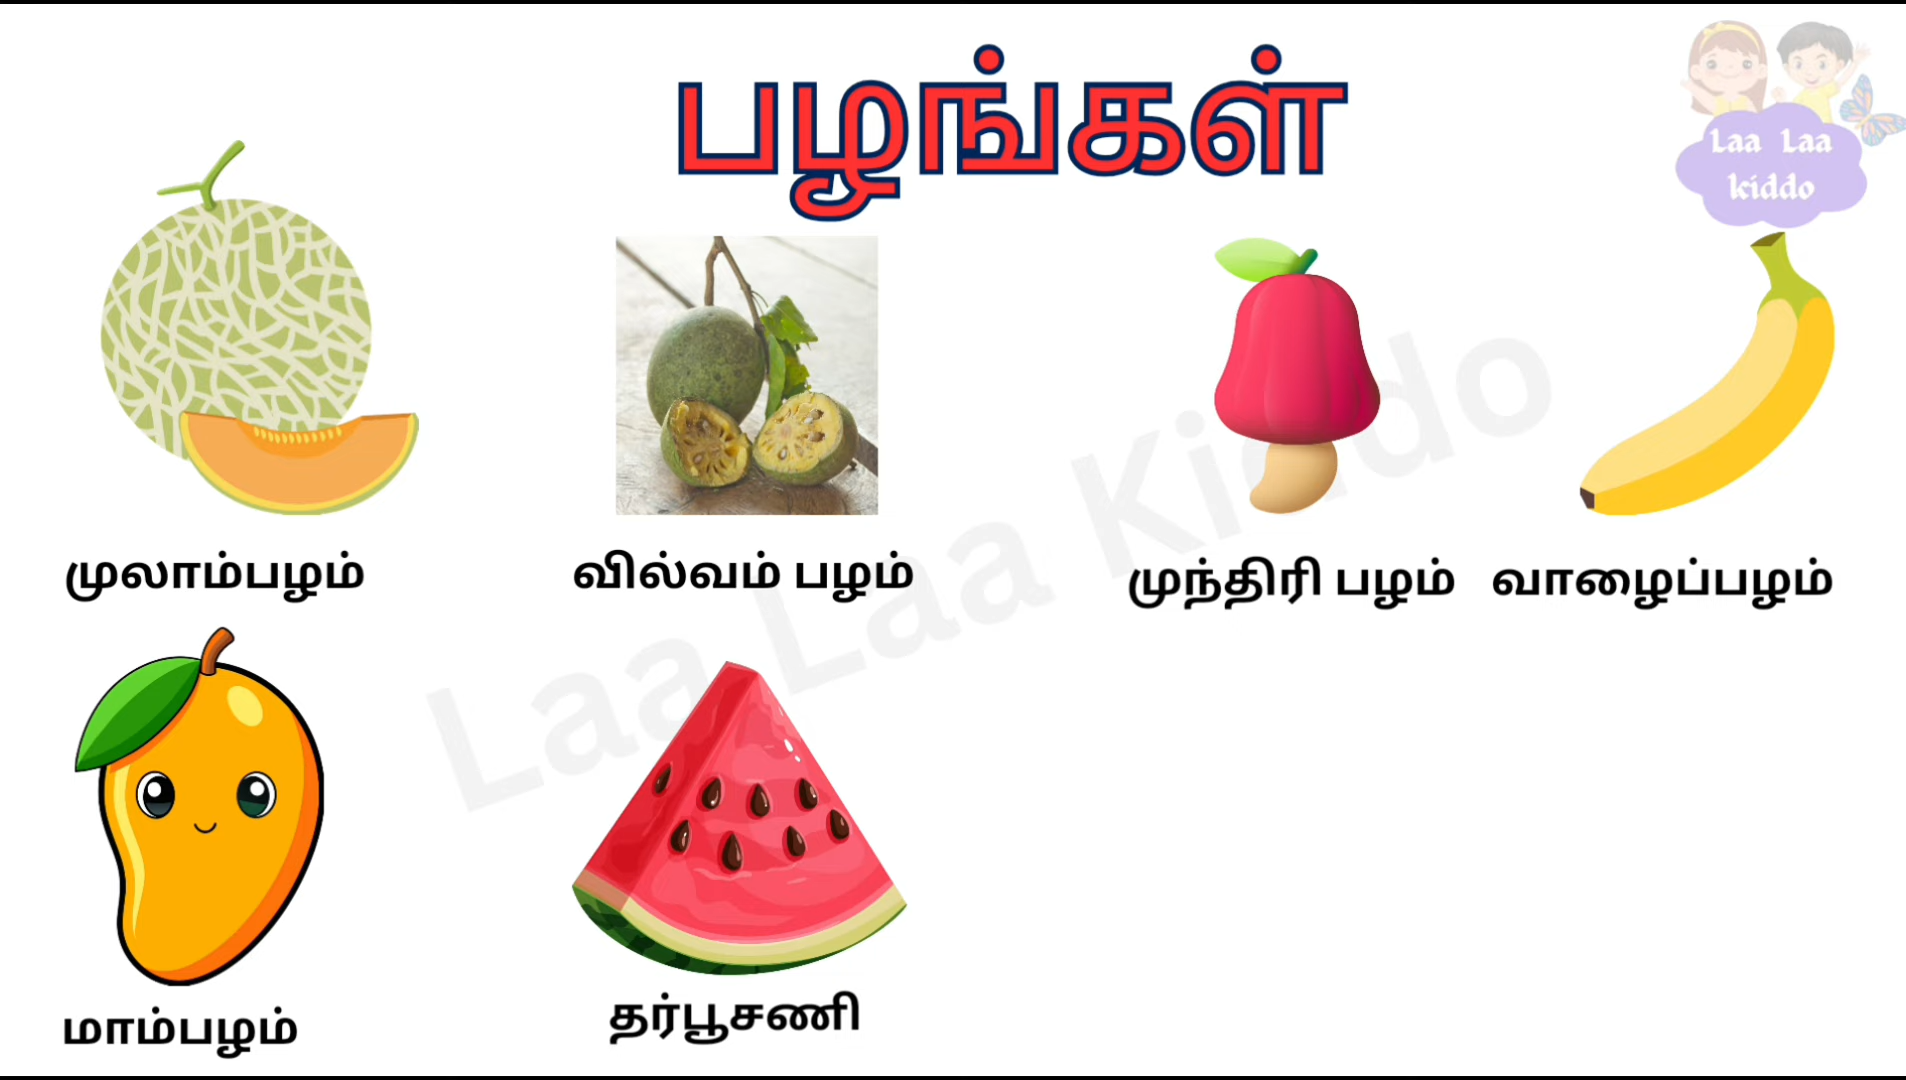 பழங்கள்
Laa Laa
kiddo
முலாம்பழம்
வில்வம் பழம்
முந்திரி பழம்
வாழைப்பழம்
Laa Laa Kiddo
மாம்பழம்
தர்பூசணி